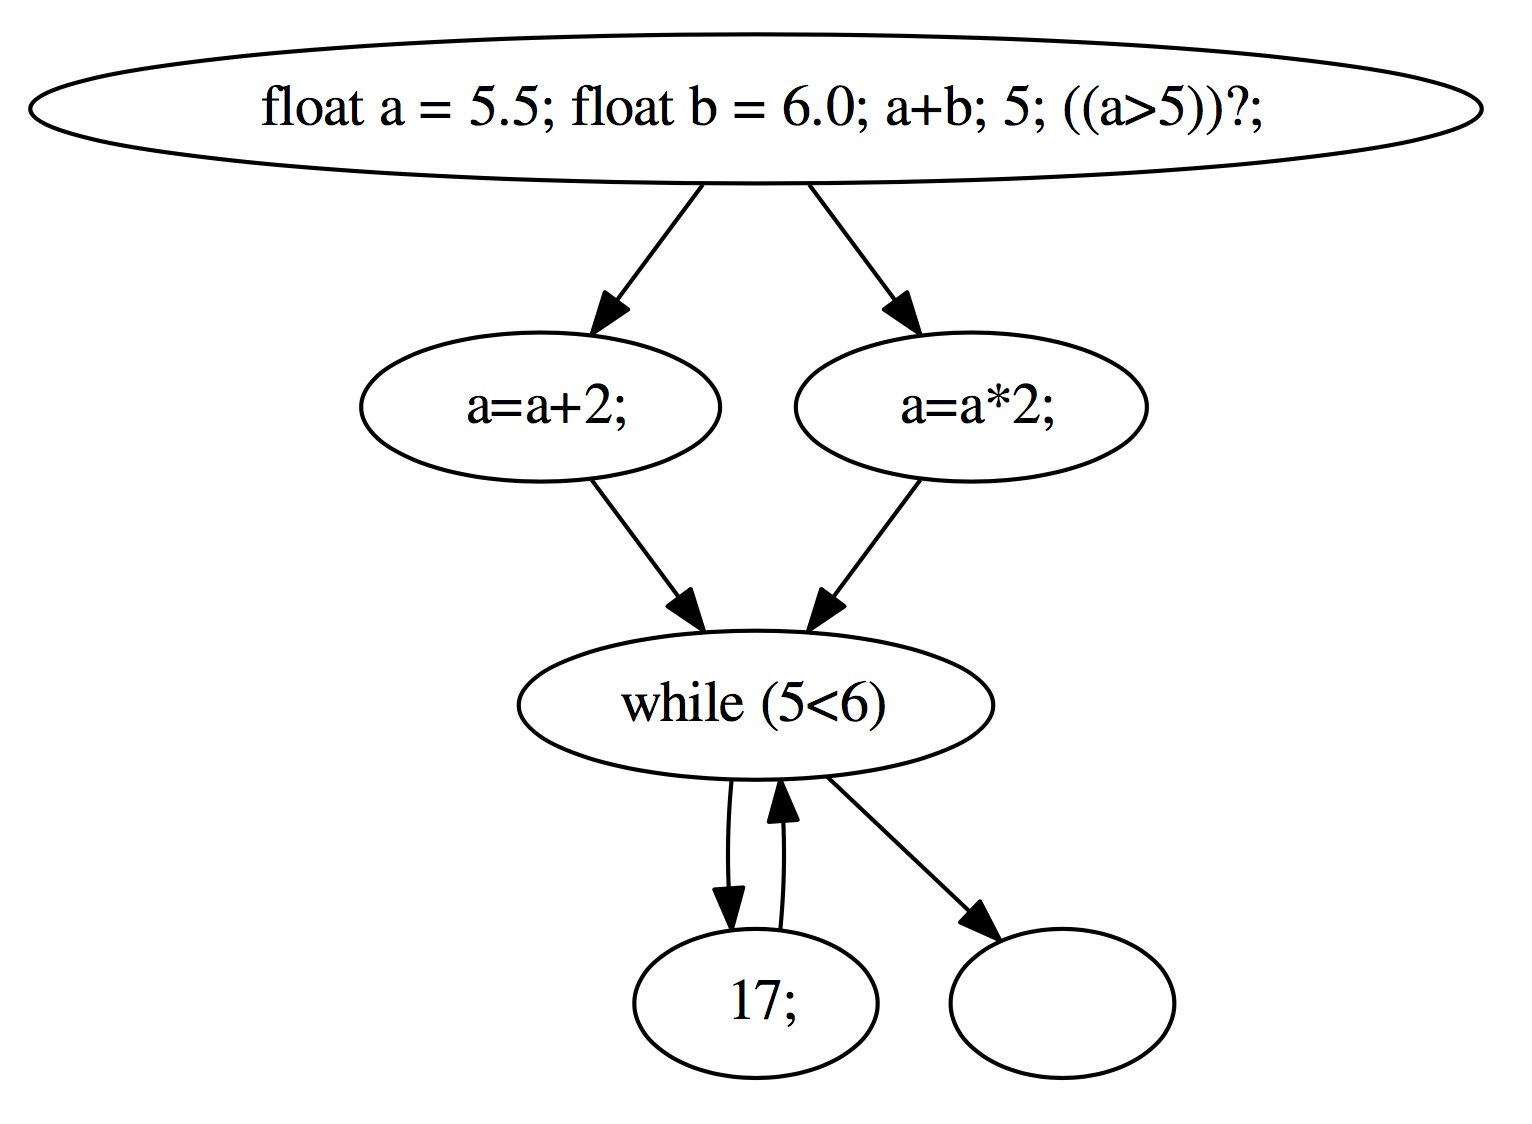 float a = 5.5; float b = 6.0; a+b; 5; ((a>5))?;
a=a+2;
a=a*2;
while (5<6)
17;